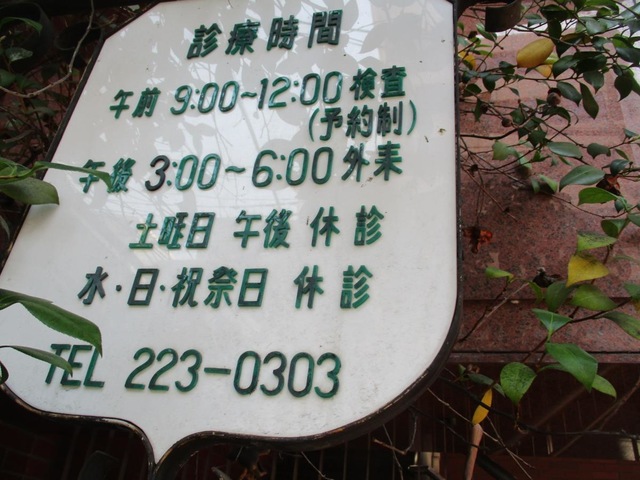 診療時間
午前 9:00~12:00 検査
(予約制)
午後 3:00~6:00 外来
土曜日 午後 休診
水・日・祝祭日 休診
TEL 223-0303